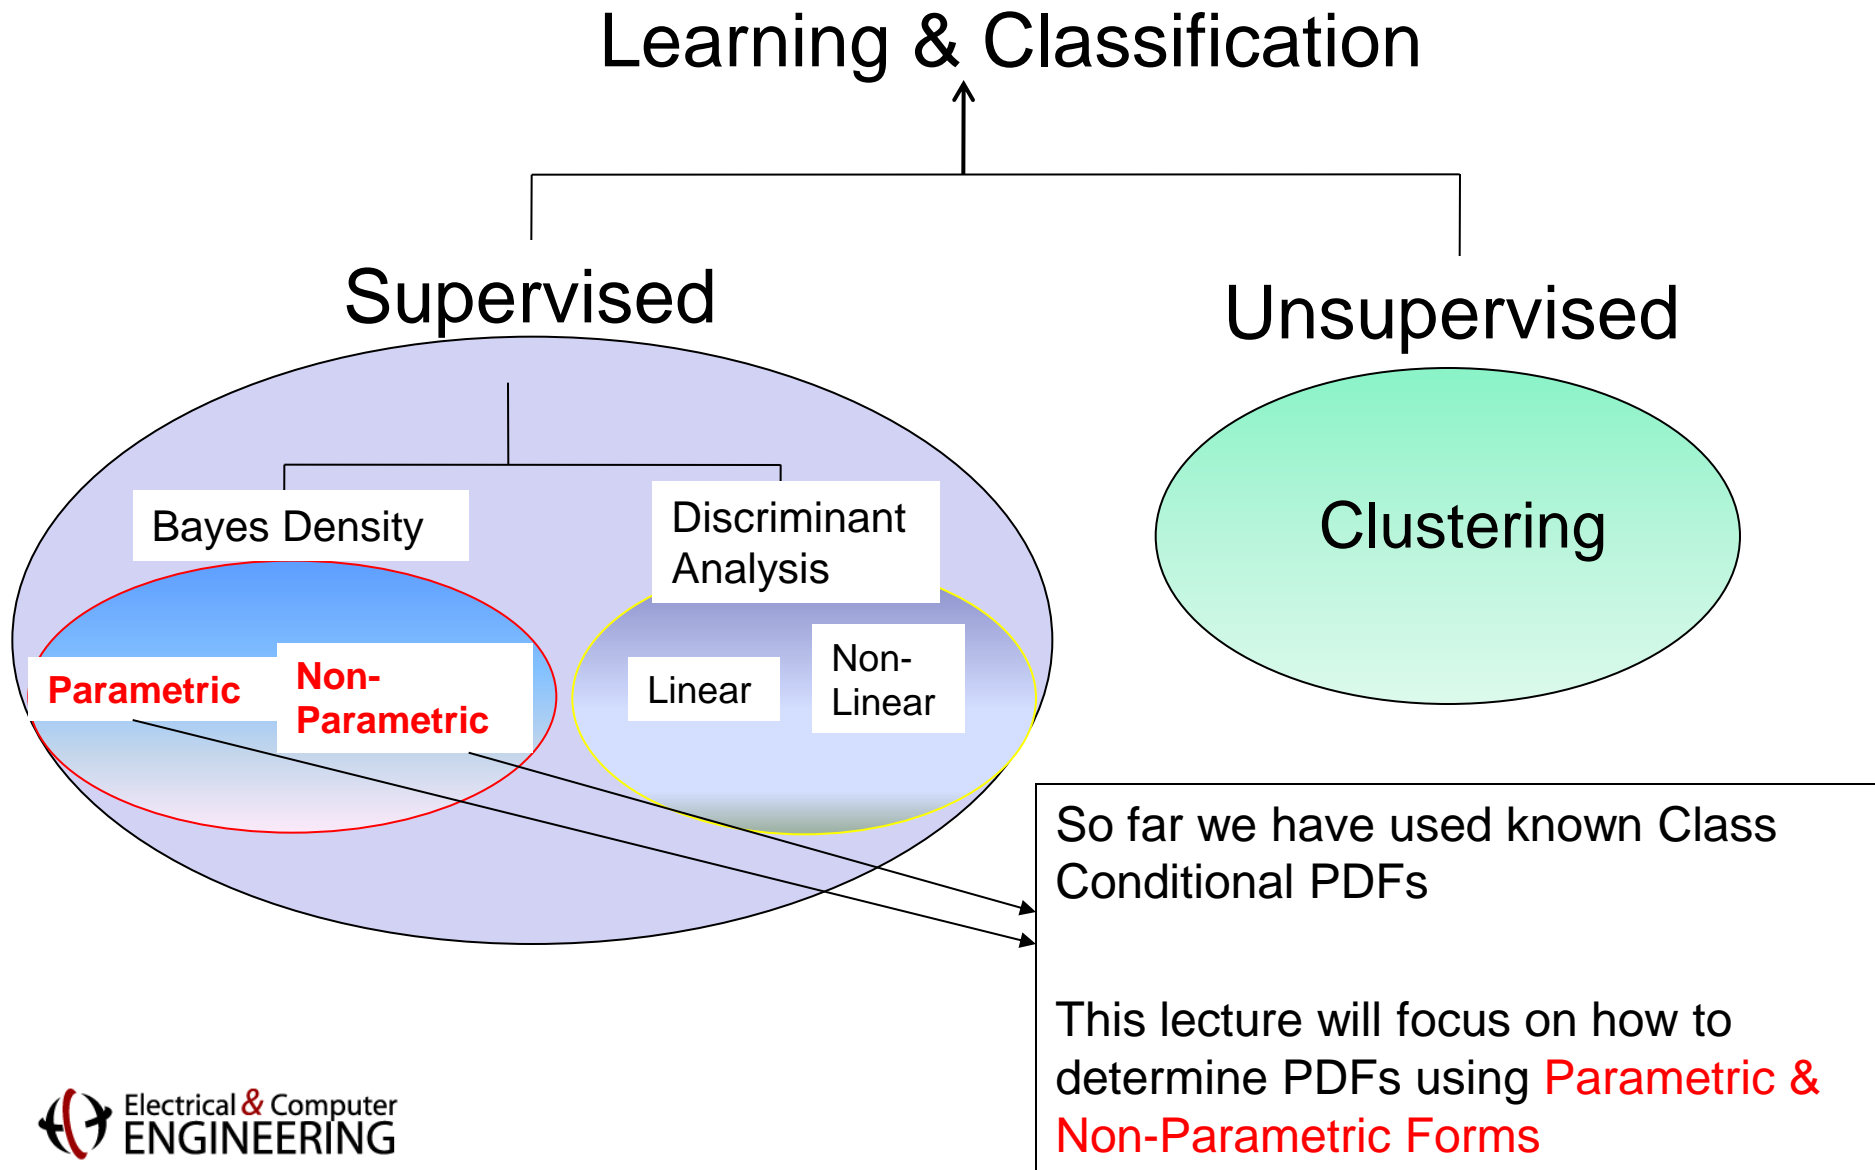 Learning & Classification
Supervised
Unsupervised
Bayes Density
Discriminant
Analysis
Clustering
Parametric
Non-
Parametric
Linear
Non-
Linear
So far we have used known Class
Conditional PDFs
This lecture will focus on how to
determine PDFs using Parametric &
Non-Parametric Forms
Electrical & Computer
ENGINEERING